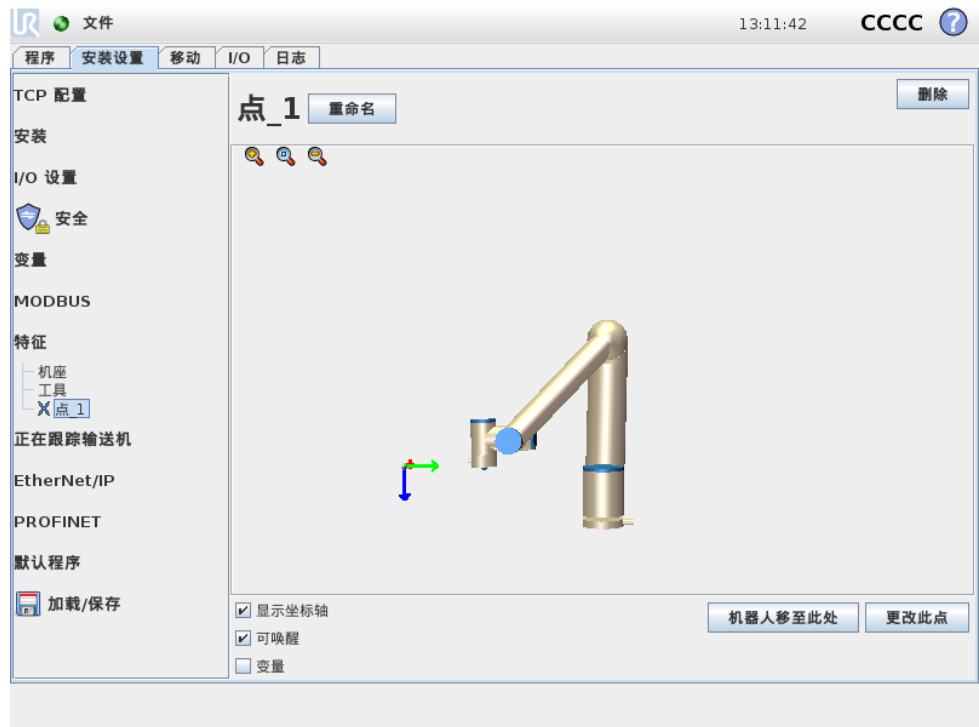 UR 文件 13:11:42 CCCC ?
程序 安装设置 移动 I/O 日志
TCP 配置
安装
I/O 设置
安全
变量
MODBUS
特征
机座
工具
点_1
正在跟踪输送机
EtherNet/IP
PROFINET
默认程序
加载/保存
点_1 重命名 删除
显示坐标轴
可唤醒
变量
机器人移至此处 更改此点